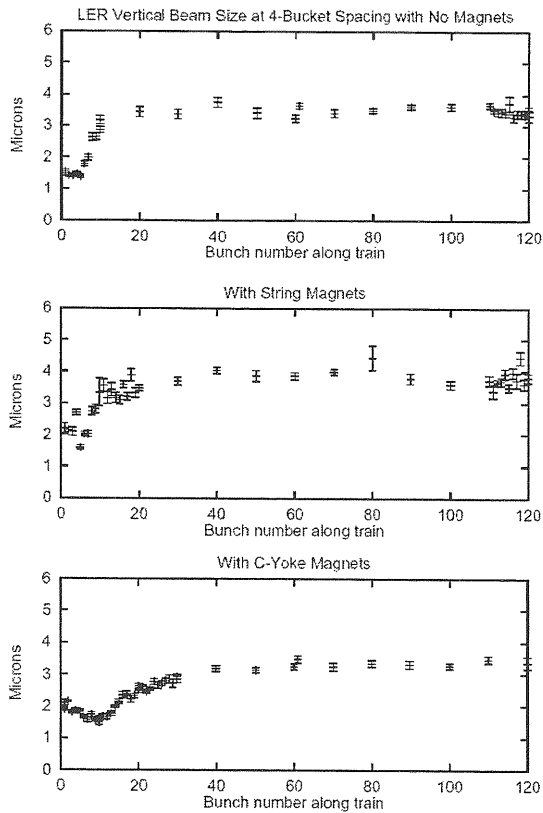 LER Vertical Beam Size at 4-Bucket Spacing with No Magnets
6
5
4
3
2
1
0
Microns
0 20 40 60 80 100 120
Bunch number along train
With String Magnets
6
5
4
3
2
1
0
Microns
0 20 40 60 80 100 120
Bunch number along train
With C-Yoke Magnets
6
5
4
3
2
1
0
Microns
0 20 40 60 80 100 120
Bunch number along train